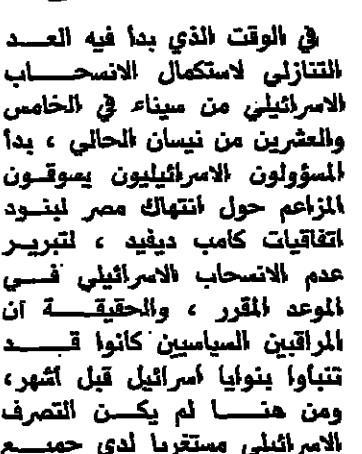 في الوقت الذي بدأ فيه العد
التنازلي لاستكمال الانسحاب
الاسرائيلي من سيناء في الخامس
والعشرين من نيسان الحالي ، بدأ
المسؤولون الاسرائيليون يسوقون
المزاعم حول انتهاك مصر لبنود
اتفاقيات كامب ديفيد ، لتبرير
عدم الانسحاب الاسرائيلي في
الموعد المقرر ، والحقيقة ان
المراقبين السياسيين كانوا قد
تنباوا بنوايا اسرائيل قبل اشهر،
ومن هنا لم يكن التصرف
الاسرائيلي مستغربا لدى جميع